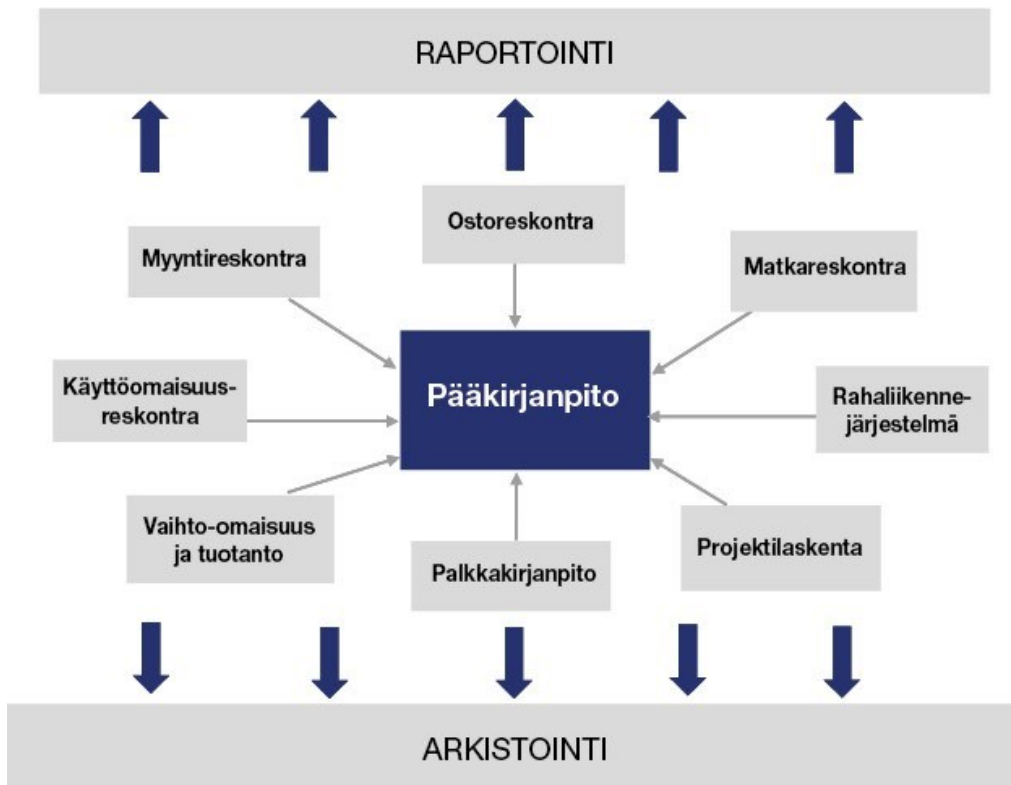 RAPORTOINTI
Ostoreskontra
Myyntireskontra
Matkareskontra
Käyttöomaisuus-
reskontra
Pääkirjanpito
Rahaliikenne-
järjestelmä
Vaihto-omaisuus
ja tuotanto
Palkkakirjanpito
Projektilaskenta
ARKISTOINTI